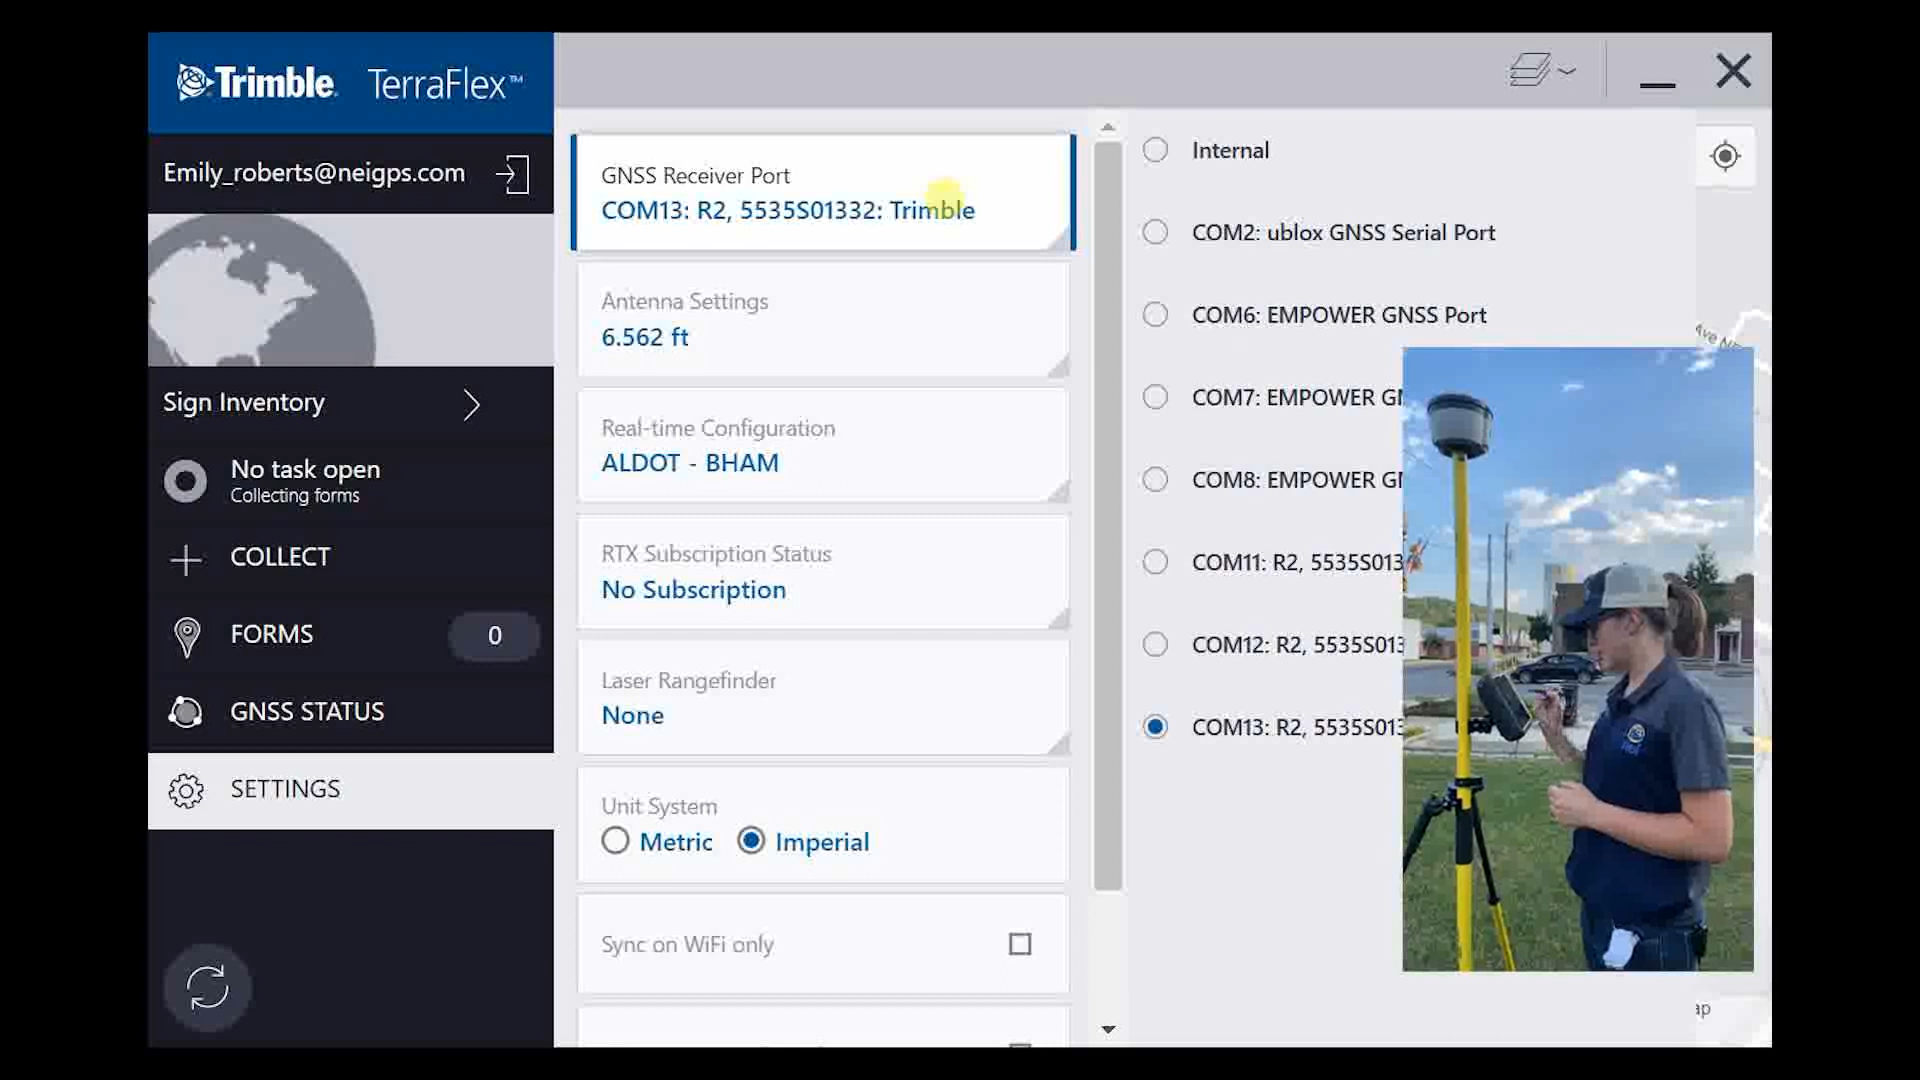 Trimble. TerraFlex™
Emily_roberts@neigps.com
Sign Inventory
No task open
Collecting forms
COLLECT
FORMS 0
GNSS STATUS
SETTINGS
GNSS Receiver Port
COM13: R2, 5535S01332: Trimble
Antenna Settings
6.562 ft
Real-time Configuration
ALDOT - BHAM
RTX Subscription Status
No Subscription
Laser Rangefinder
None
Unit System
Metric Imperial
Sync on WiFi only
Internal
COM2: ublox GNSS Serial Port
COM6: EMPOWER GNSS Port
COM7: EMPOWER
COM8: EMPOWER
COM11: R2, 5535S013
COM12: R2, 5535S013
COM13: R2, 5535S013
Ave